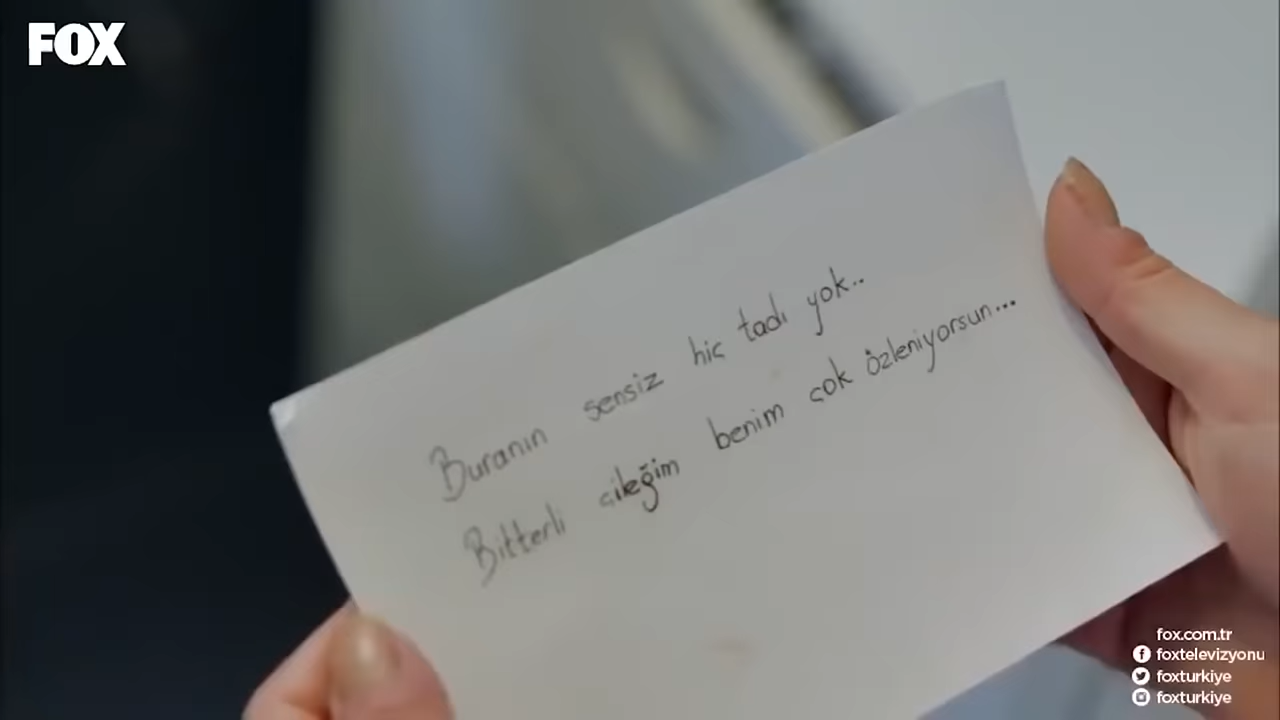 FOX
Buranın sensiz hiç tadı yok..
Bitterli çileğim benim çok özleniyorsun...
fox.com.tr
foxtelevizyonu
foxturkiye
foxturkiye